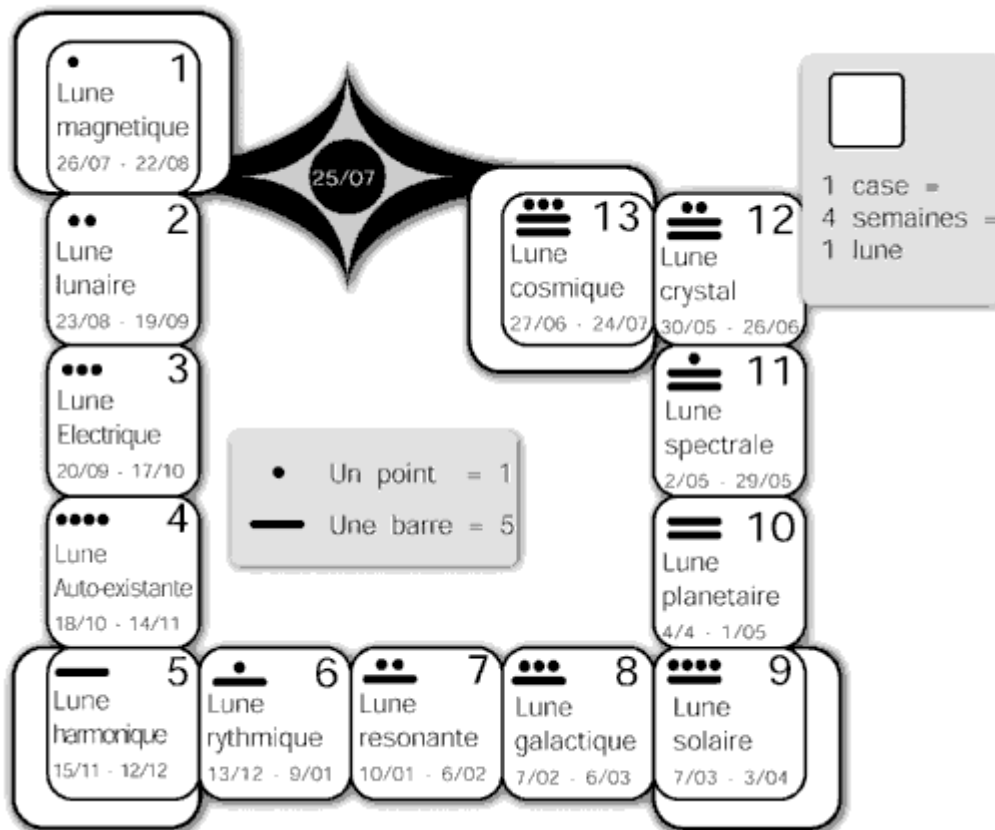 1
Lune
magnetique
26/07 - 22/08
25/07
2
Lune
lunaire
23/08 - 19/09
3
Lune
Electrique
20/09 - 17/10
4
Lune
Auto-existante
18/10 - 14/11
5
Lune
harmonique
15/11 - 12/12
6
Lune
rythmique
13/12 - 9/01
7
Lune
resonante
10/01 - 6/02
8
Lune
galactique
7/02 - 6/03
9
Lune
solaire
7/03 - 3/04
10
Lune
planetaire
4/4 - 1/05
11
Lune
spectrale
2/05 - 29/05
12
Lune
crystal
30/05 - 26/06
13
Lune
cosmique
27/06 - 24/07
Un point = 1
Une barre = 5
1 case =
4 semaines =
1 lune